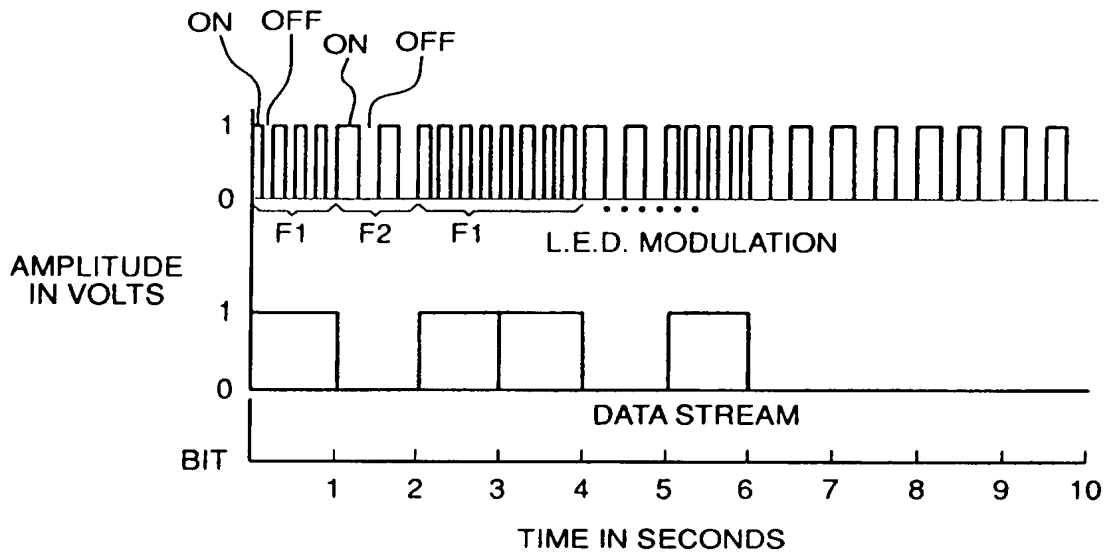 ON OFF ON OFF
1
0
F1 F2 F1
L.E.D. MODULATION
AMPLITUDE
IN VOLTS
1
0
DATA STREAM
BIT
1 2 3 4 5 6 7 8 9 10
TIME IN SECONDS